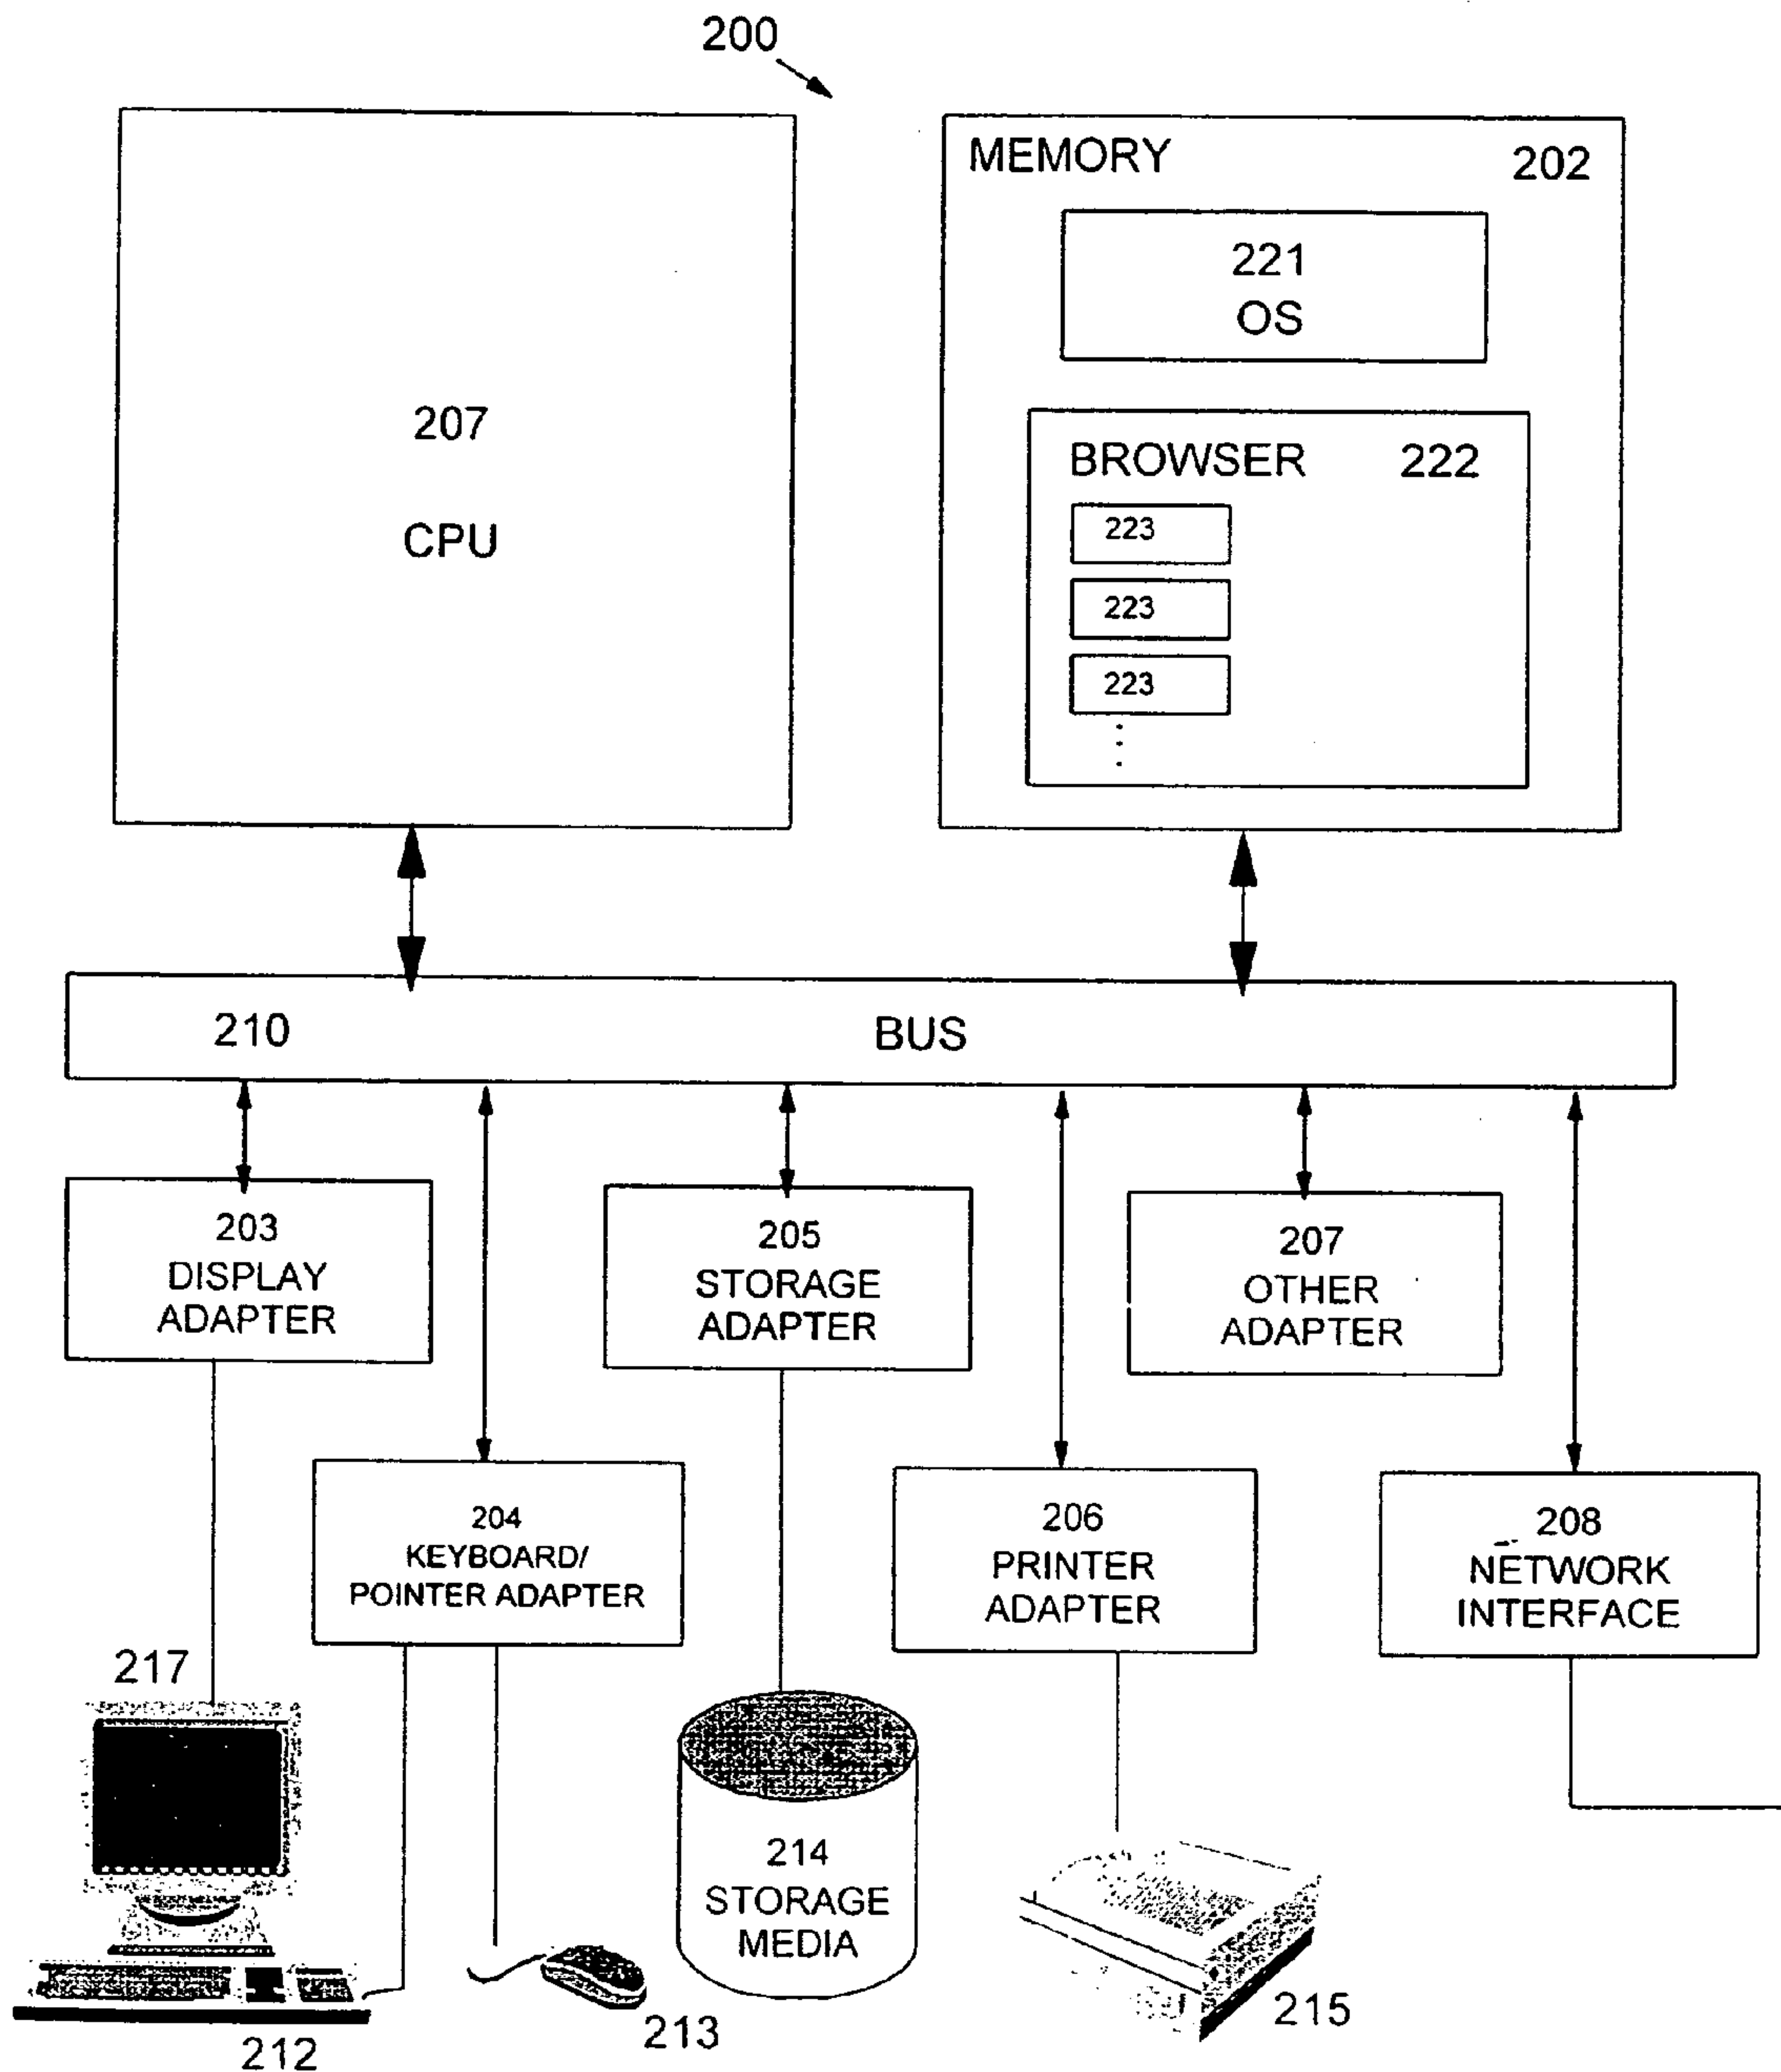 200
MEMORY 202
221
OS
207
CPU
BROWSER 222
223
223
223
210 BUS
203
DISPLAY
ADAPTER
205
STORAGE
ADAPTER
207
OTHER
ADAPTER
204
KEYBOARD/
POINTER ADAPTER
206
PRINTER
ADAPTER
208
NETWORK
INTERFACE
217
214
STORAGE
MEDIA
212
213
215